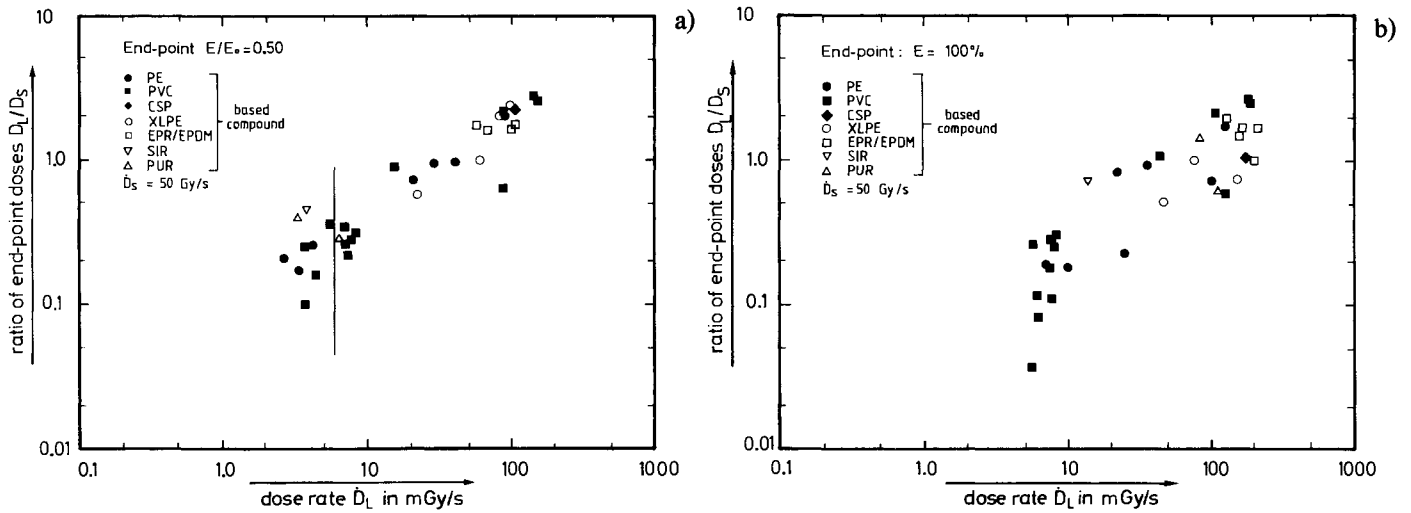 a)
10
1.0
0.1
0.01
ratio of end-point doses D_L/D_S
End-point E/E₀=0.50
PE
PVC
CSP
XLPE
EPR/EPDM
SIR
PUR
based
compound
Ḋ_S = 50 Gy/s
0.1 1.0 10 100 1000
dose rate Ḋ_L in mGy/s
b)
10
1.0
0.1
0.01
ratio of end-point doses D_L/D_S
End-point: E = 100%
PE
PVC
CSP
XLPE
EPR/EPDM
SIR
PUR
based
compound
Ḋ_S = 50 Gy/s
0.1 1.0 10 100 1000
dose rate Ḋ_L in mGy/s